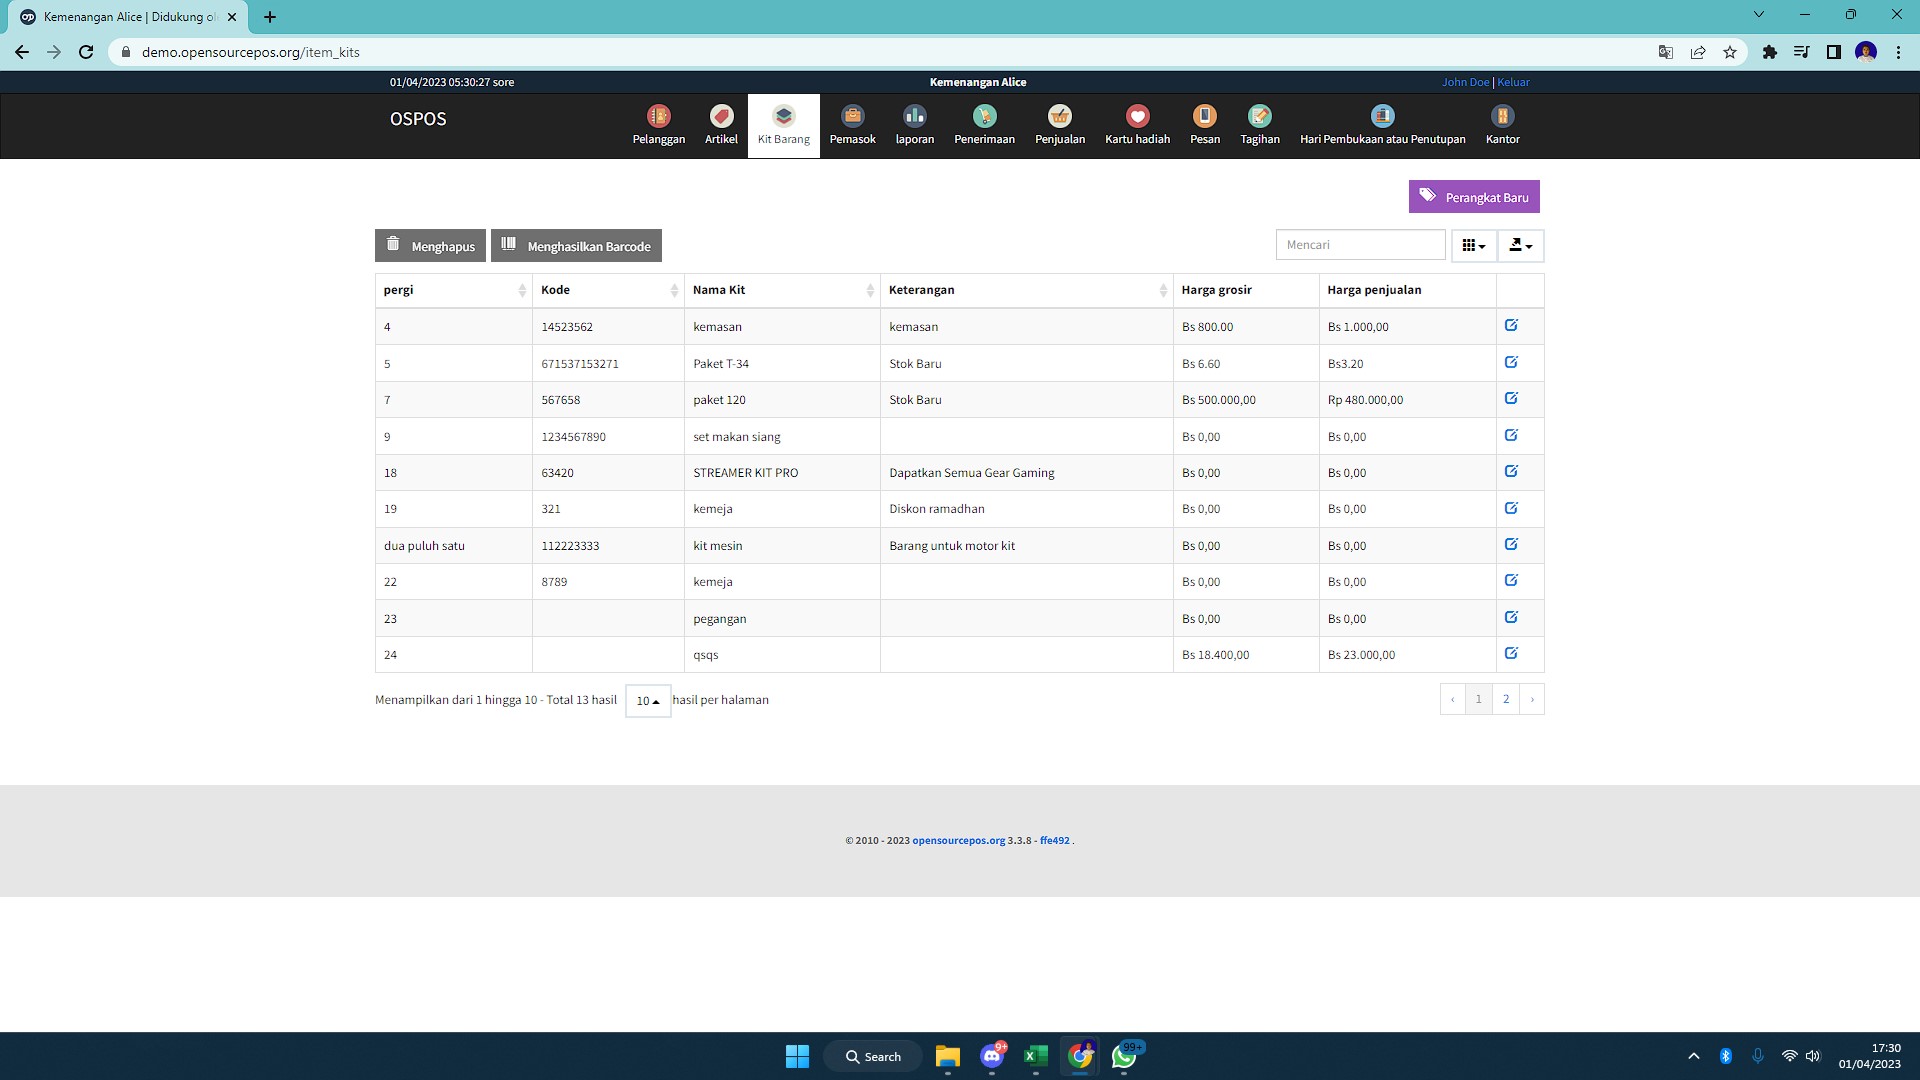 Kemenangan Alice | Didukung ol
demo.opensourcepos.org/item_kits
01/04/2023 05:30:27 sore
Kemenangan Alice
John Doe | Keluar
OSPOS
Pelanggan
Artikel
Kit Barang
Pemasok
laporan
Penerimaan
Penjualan
Kartu hadiah
Pesan
Tagihan
Hari Pembukaan atau Penutupan
Kantor
Perangkat Baru
Menghapus
Menghasilkan Barcode
Mencari
pergi Kode Nama Kit Keterangan Harga grosir Harga penjualan
4 14523562 kemasan kemasan Bs 800.00 Bs 1.000,00
5 671537153271 Paket T-34 Stok Baru Bs 6.60 Bs3.20
7 567658 paket 120 Stok Baru Bs 500.000,00 Rp 480.000,00
9 1234567890 set makan siang Bs 0,00 Bs 0,00
18 63420 STREAMER KIT PRO Dapatkan Semua Gear Gaming Bs 0,00 Bs 0,00
19 321 kemeja Diskon ramadhan Bs 0,00 Bs 0,00
dua puluh satu 112223333 kit mesin Barang untuk motor kit Bs 0,00 Bs 0,00
22 8789 kemeja Bs 0,00 Bs 0,00
23 pegangan Bs 0,00 Bs 0,00
24 qsqs Bs 18.400,00 Bs 23.000,00
Menampilkan dari 1 hingga 10 - Total 13 hasil 10 hasil per halaman
‹ 1 2 ›
© 2010 - 2023 opensourcepos.org 3.3.8 - ffe492 .
Search
9+
99+
17:30
01/04/2023